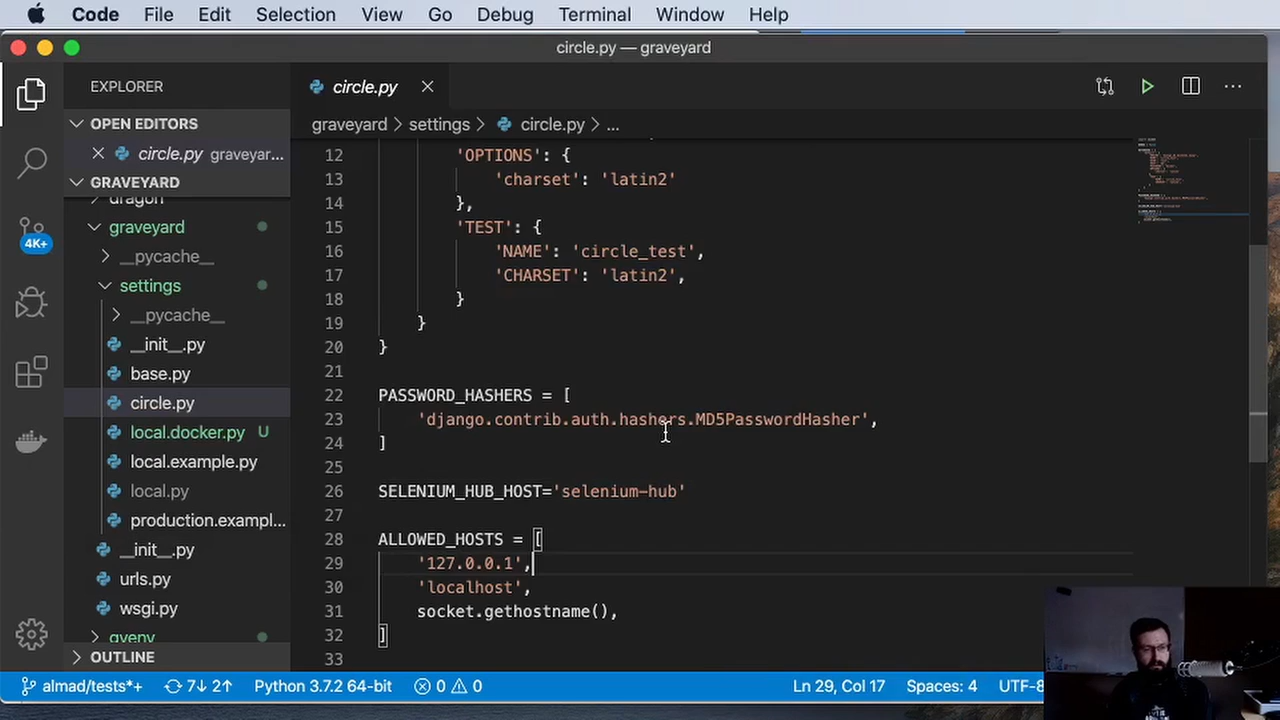 Code File Edit Selection View Go Debug Terminal Window Help
circle.py — graveyard
EXPLORER
OPEN EDITORS
circle.py graveyar...
GRAVEYARD
dragon
graveyard
__pycache__
settings
__pycache__
__init__.py
base.py
circle.py
local.docker.py U
local.example.py
local.py
production.exampl...
__init__.py
urls.py
wsgi.py
gvenv
OUTLINE
4K+
circle.py
graveyard > settings > circle.py > ...
12 'OPTIONS': {
13 'charset': 'latin2'
14 },
15 'TEST': {
16 'NAME': 'circle_test',
17 'CHARSET': 'latin2',
18 }
19 }
20 }
21
22 PASSWORD_HASHERS = [
23 'django.contrib.auth.hashers.MD5PasswordHasher',
24 ]
25
26 SELENIUM_HUB_HOST='selenium-hub'
27
28 ALLOWED_HOSTS = [
29 '127.0.0.1',
30 'localhost',
31 socket.gethostname(),
32 ]
33
almad/tests*+ 7↓ 2↑ Python 3.7.2 64-bit 0 0 Ln 29, Col 17 Spaces: 4 UTF-8